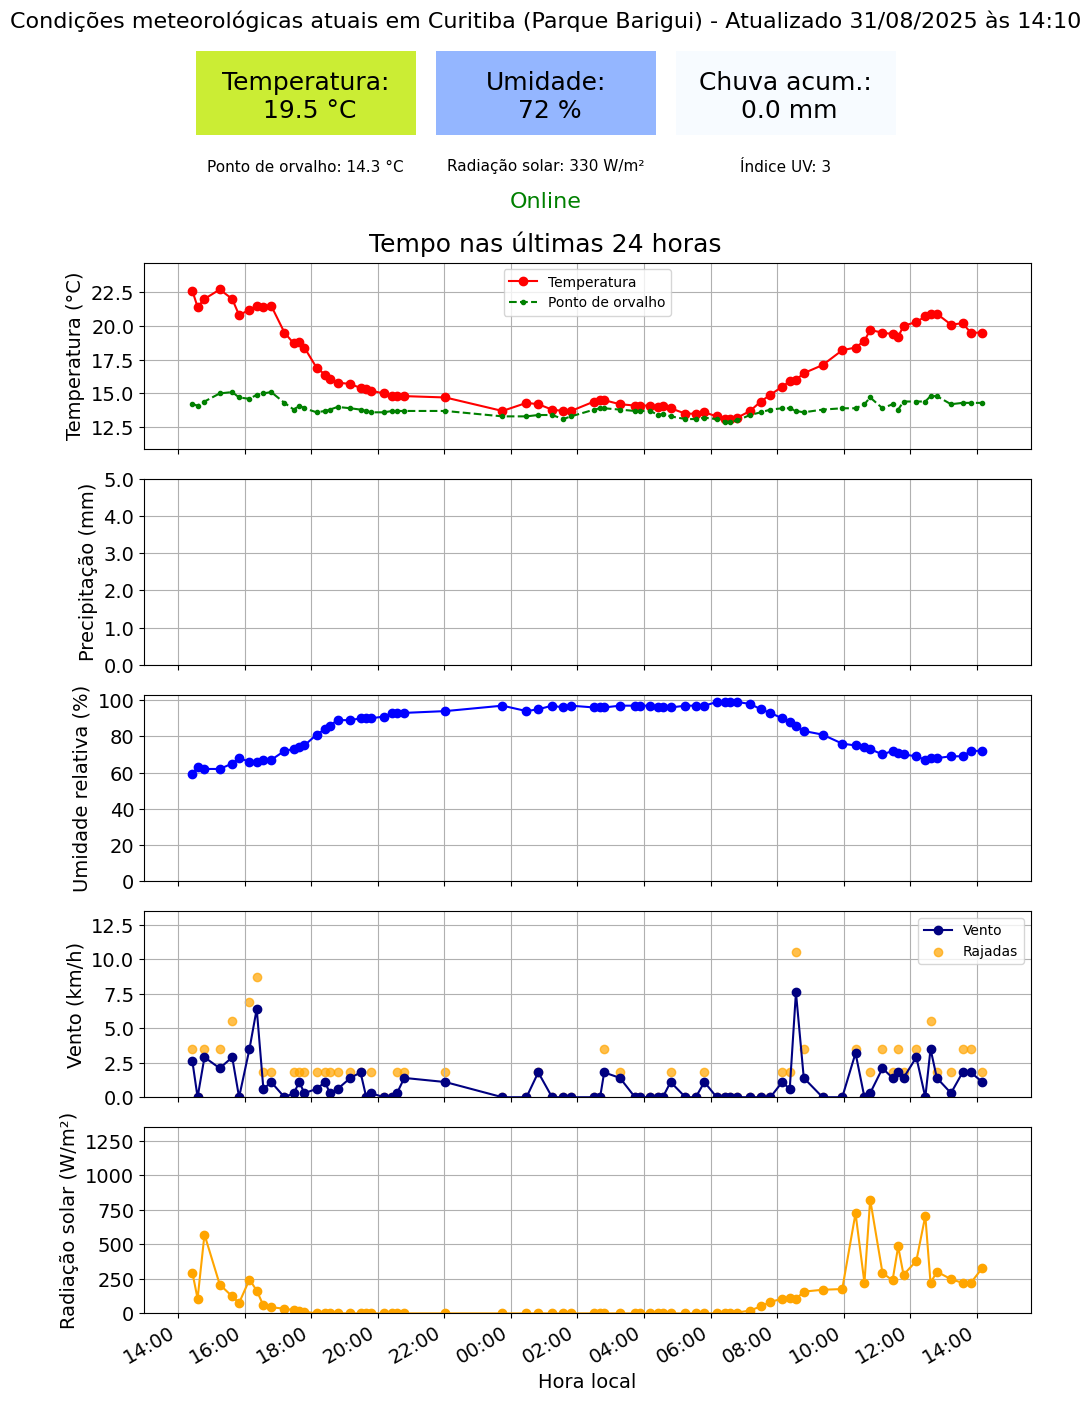 Condições meteorológicas atuais em Curitiba (Parque Barigui) - Atualizado 31/08/2025 às 14:10
Temperatura:
19.5 °C
Umidade:
72 %
Chuva acum.:
0.0 mm
Ponto de orvalho: 14.3 °C
Radiação solar: 330 W/m²
Índice UV: 3
Online
Tempo nas últimas 24 horas
Temperatura (°C)
22.5
20.0
17.5
15.0
12.5
Temperatura
Ponto de orvalho
Precipitação (mm)
5.0
4.0
3.0
2.0
1.0
0.0
Umidade relativa (%)
100
80
60
40
20
0
Vento (km/h)
12.5
10.0
7.5
5.0
2.5
0.0
Vento
Rajadas
Radiação solar (W/m²)
1250
1000
750
500
250
0
14:00
16:00
18:00
20:00
22:00
00:00
02:00
04:00
06:00
08:00
10:00
12:00
14:00
Hora local